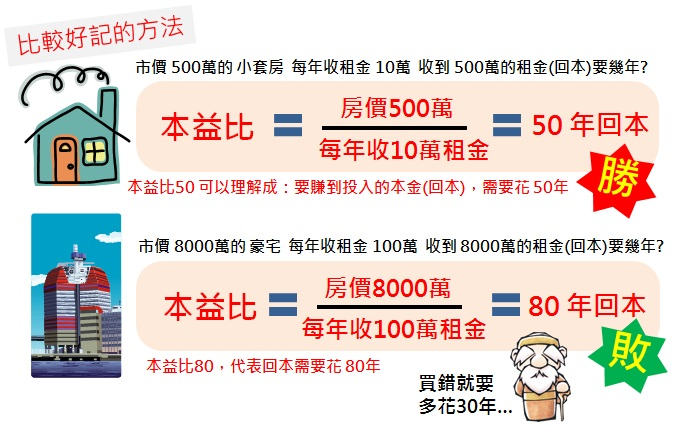 比較好記的方法
市價 500萬的 小套房 每年收租金 10萬 收到 500萬的租金(回本)要幾年?
房價500萬
本益比 = = 50 年回本
每年收10萬租金
本益比50 可以理解成：要賺到投入的本金(回本)，需要花 50年
勝
市價 8000萬的 豪宅 每年收租金 100萬 收到 8000萬的租金(回本)要幾年?
房價8000萬
本益比 = = 80 年回本
每年收100萬租金
本益比80，代表回本需要花 80年
敗
買錯就要
多花30年...